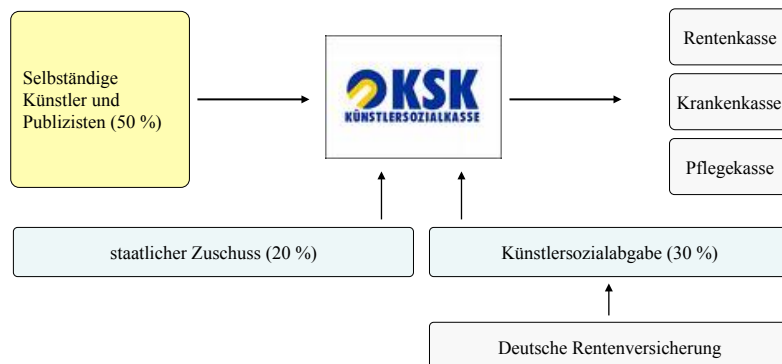 Selbständige
Künstler und
Publizisten (50 %)
KSK
KÜNSTLERSOZIALKASSE
Rentenkasse
Krankenkasse
Pflegekasse
staatlicher Zuschuss (20 %)
Künstlersozialabgabe (30 %)
Deutsche Rentenversicherung